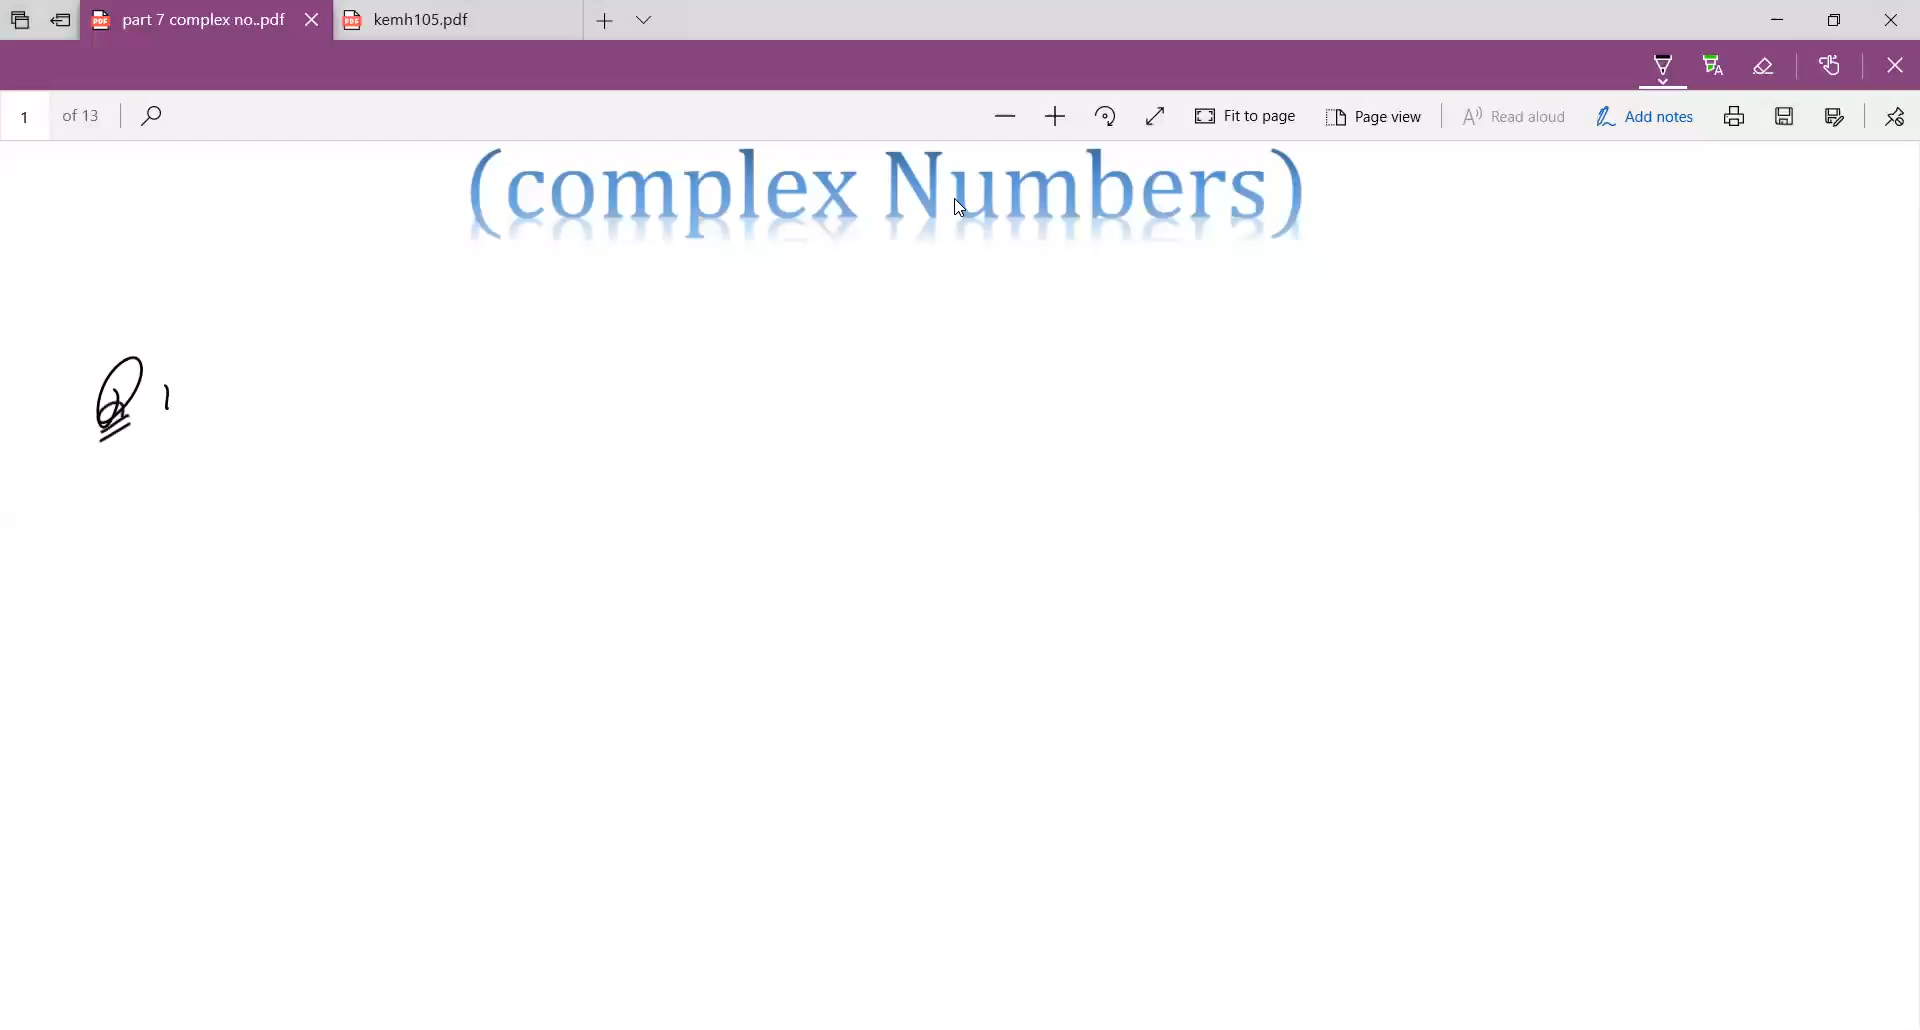 part 7 complex no..pdf
kemh105.pdf
1 of 13
Fit to page
Page view
Read aloud
Add notes
(complex Numbers)
Q 1